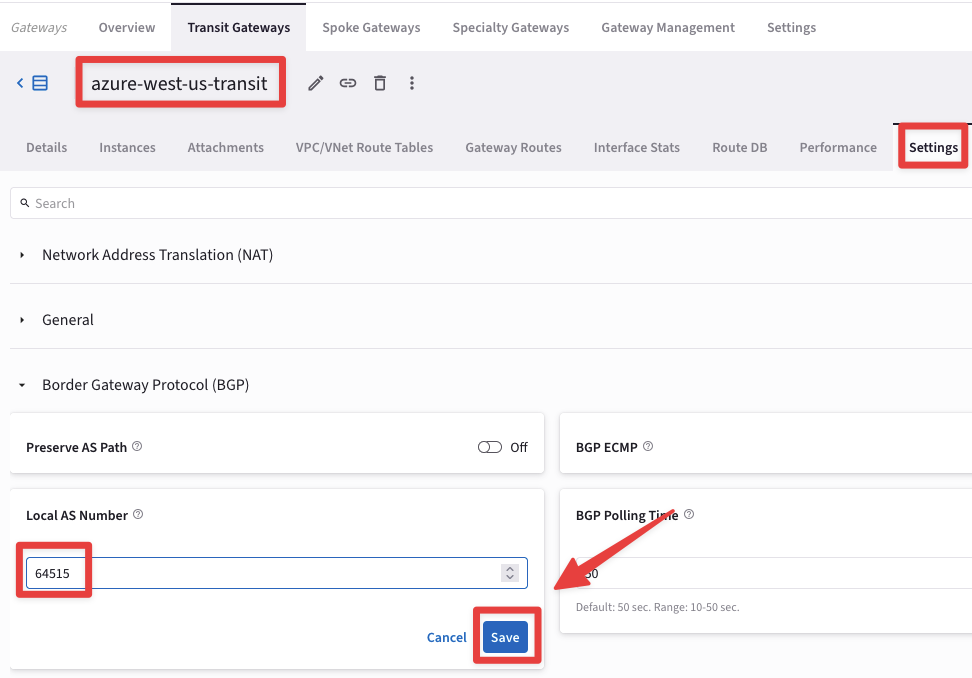 Gateways Overview Transit Gateways Spoke Gateways Specialty Gateways Gateway Management Settings
azure-west-us-transit
Details Instances Attachments VPC/VNet Route Tables Gateway Routes Interface Stats Route DB Performance Settings
Search
Network Address Translation (NAT)
General
Border Gateway Protocol (BGP)
Preserve AS Path Off BGP ECMP
Local AS Number BGP Polling Time
64515
Default: 50 sec. Range: 10-50 sec.
Cancel Save